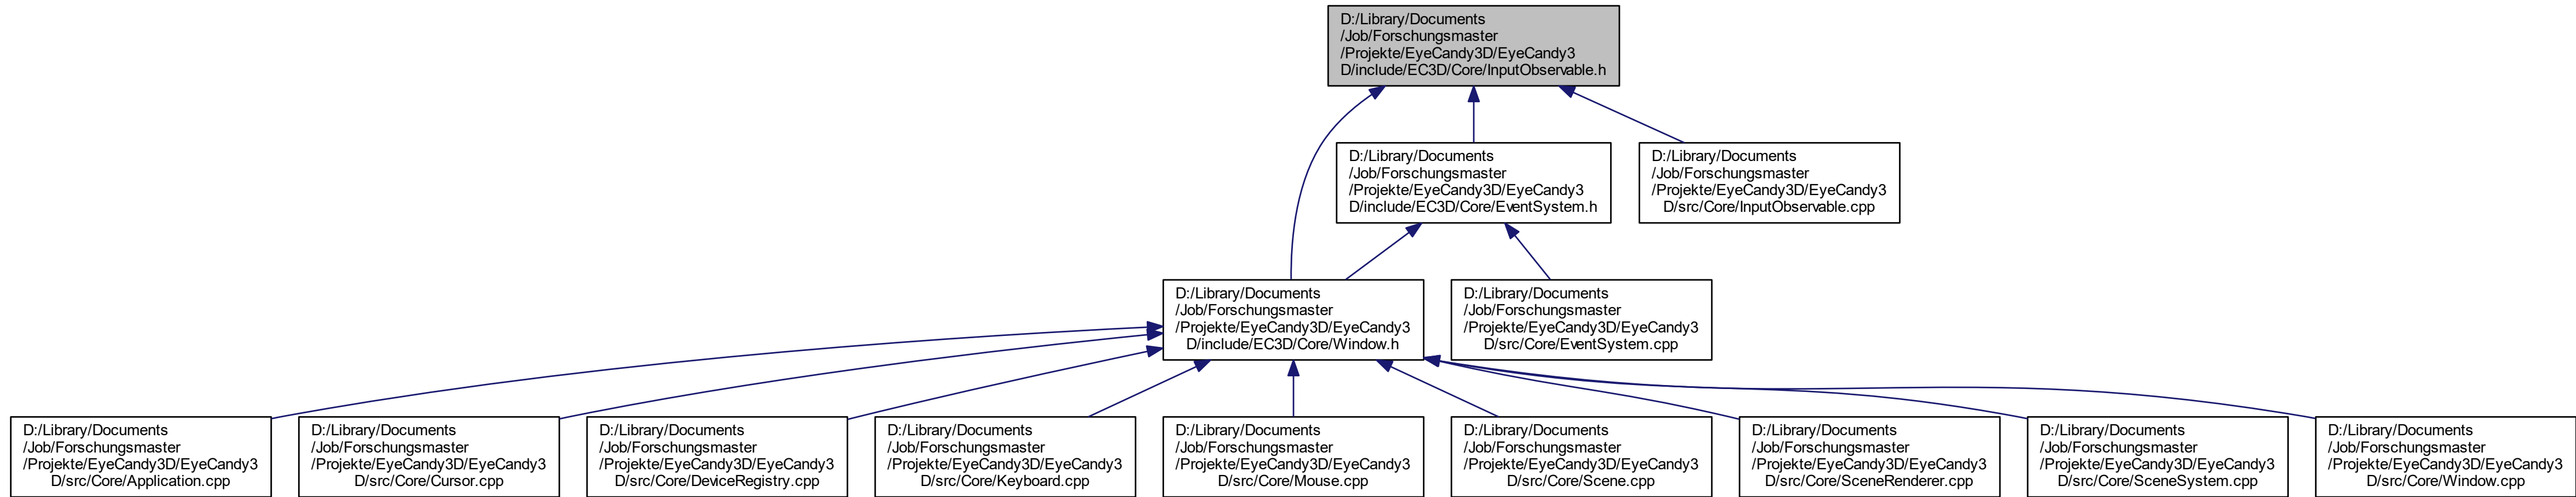 D:/Library/Documents
/Job/Forschungsmaster
/Projekte/EyeCandy3D/EyeCandy3
D/include/EC3D/Core/InputObservable.h
D:/Library/Documents
/Job/Forschungsmaster
/Projekte/EyeCandy3D/EyeCandy3
D/include/EC3D/Core/EventSystem.h
D:/Library/Documents
/Job/Forschungsmaster
/Projekte/EyeCandy3D/EyeCandy3
D/src/Core/InputObservable.cpp
D:/Library/Documents
/Job/Forschungsmaster
/Projekte/EyeCandy3D/EyeCandy3
D/include/EC3D/Core/Window.h
D:/Library/Documents
/Job/Forschungsmaster
/Projekte/EyeCandy3D/EyeCandy3
D/src/Core/EventSystem.cpp
D:/Library/Documents
/Job/Forschungsmaster
/Projekte/EyeCandy3D/EyeCandy3
D/src/Core/Application.cpp
D:/Library/Documents
/Job/Forschungsmaster
/Projekte/EyeCandy3D/EyeCandy3
D/src/Core/Cursor.cpp
D:/Library/Documents
/Job/Forschungsmaster
/Projekte/EyeCandy3D/EyeCandy3
D/src/Core/DeviceRegistry.cpp
D:/Library/Documents
/Job/Forschungsmaster
/Projekte/EyeCandy3D/EyeCandy3
D/src/Core/Keyboard.cpp
D:/Library/Documents
/Job/Forschungsmaster
/Projekte/EyeCandy3D/EyeCandy3
D/src/Core/Mouse.cpp
D:/Library/Documents
/Job/Forschungsmaster
/Projekte/EyeCandy3D/EyeCandy3
D/src/Core/Scene.cpp
D:/Library/Documents
/Job/Forschungsmaster
/Projekte/EyeCandy3D/EyeCandy3
D/src/Core/SceneRenderer.cpp
D:/Library/Documents
/Job/Forschungsmaster
/Projekte/EyeCandy3D/EyeCandy3
D/src/Core/SceneSystem.cpp
D:/Library/Documents
/Job/Forschungsmaster
/Projekte/EyeCandy3D/EyeCandy3
D/src/Core/Window.cpp